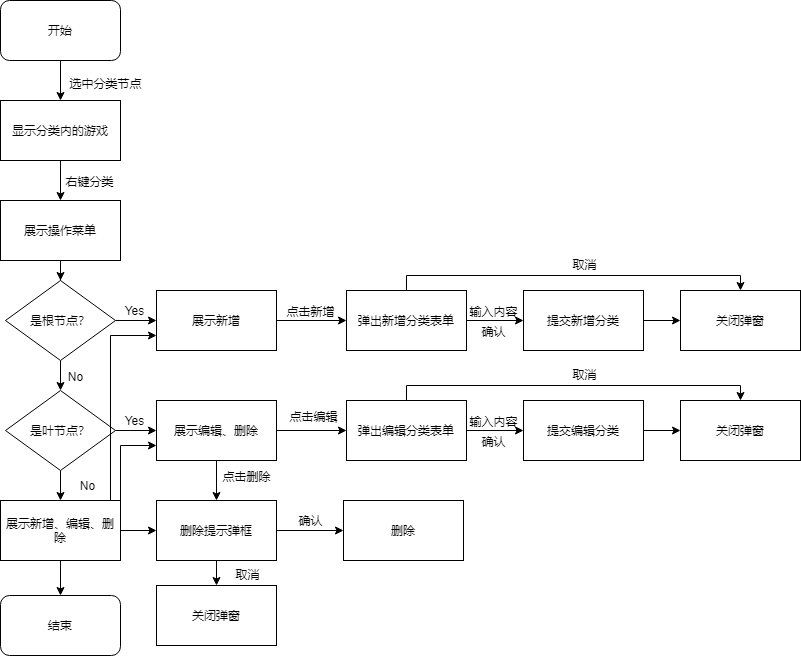 开始
选中分类节点
显示分类内的游戏
右键分类
展示操作菜单
取消
是根节点?
Yes
展示新增
点击新增
弹出新增分类表单
输入内容
确认
提交新增分类
关闭弹窗
No
取消
是叶节点?
Yes
展示编辑、删除
点击编辑
弹出编辑分类表单
输入内容
确认
提交编辑分类
关闭弹窗
No
点击删除
展示新增、编辑、删
除
删除提示弹框
确认
删除
取消
结束
关闭弹窗